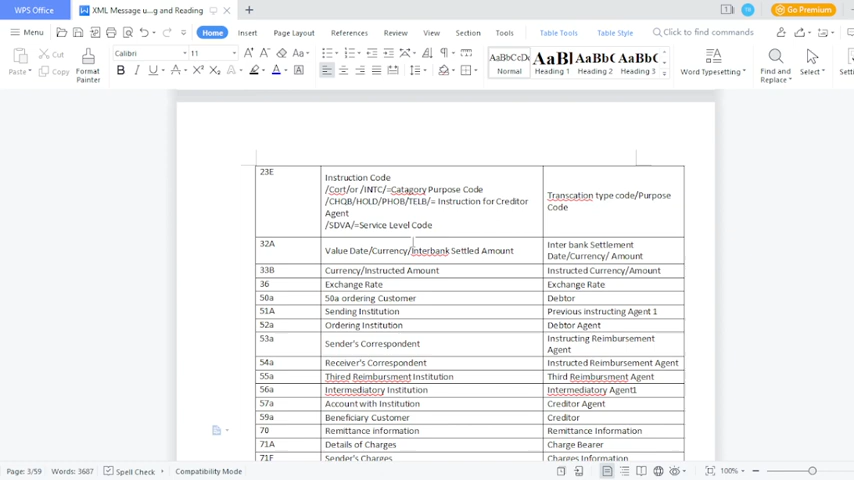 WPS Office
XML Message u...g and Reading
Go Premium
Menu
Home
Insert
Page Layout
References
Review
View
Section
Tools
Table Tools
Table Style
Click to find commands
Paste
Cut
Copy
Format
Painter
Calibri
11
AaBbCcDc
Normal
AaBl
Heading 1
AaBbC
Heading 2
AaBbC
Heading 3
Word Typesetting
Find and
Replace
Select
23E
Instruction Code
/Cort/or /INTC/=Catagory Purpose Code
/CHQB/HOLD/PHOB/TELB/= Instruction for Creditor
Agent
/SDVA/=Service Level Code
Transcation type code/Purpose
Code
32A
Value Date/Currency/Interbank Settled Amount
Inter bank Settlement
Date/Currency/ Amount
33B
Currency/Instructed Amount
Instructed Currency/Amount
36
Exchange Rate
Exchange Rate
50a
50a ordering Customer
Debtor
51A
Sending Institution
Previous instructing Agent 1
52a
Ordering Institution
Debtor Agent
53a
Sender's Correspondent
Instructing Reimbursement
Agent
54a
Receiver's Correspondent
Instructed Reimbursement Agent
55a
Thired Reimbursment Institution
Third Reimbursment Agent
56a
Intermediatory Institution
Intermediatory Agent1
57a
Account with Institution
Creditor Agent
59a
Beneficiary Customer
Creditor
70
Remittance information
Remittance Information
71A
Details of Charges
Charge Bearer
71F
Sender's Charges
Charges Information
Page: 3/59
Words: 3687
Spell Check
Compatibility Mode
100%